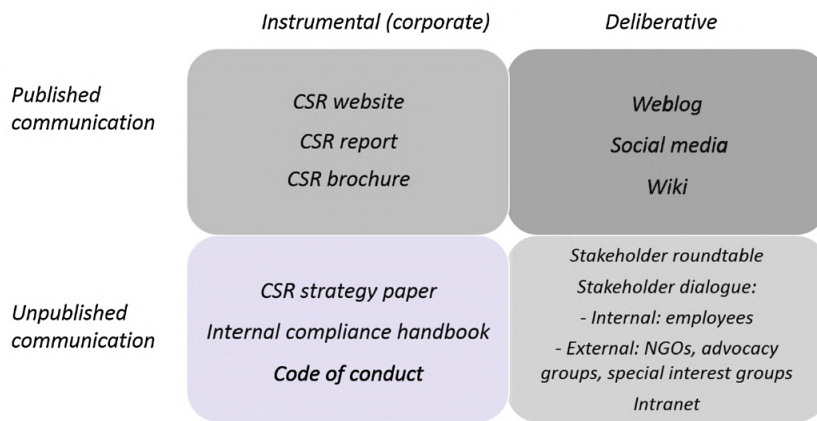 Instrumental (corporate)
Deliberative
Published
communication
CSR website
CSR report
CSR brochure
Weblog
Social media
Wiki
Unpublished
communication
CSR strategy paper
Internal compliance handbook
Code of conduct
Stakeholder roundtable
Stakeholder dialogue:
- Internal: employees
- External: NGOs, advocacy
groups, special interest groups
Intranet